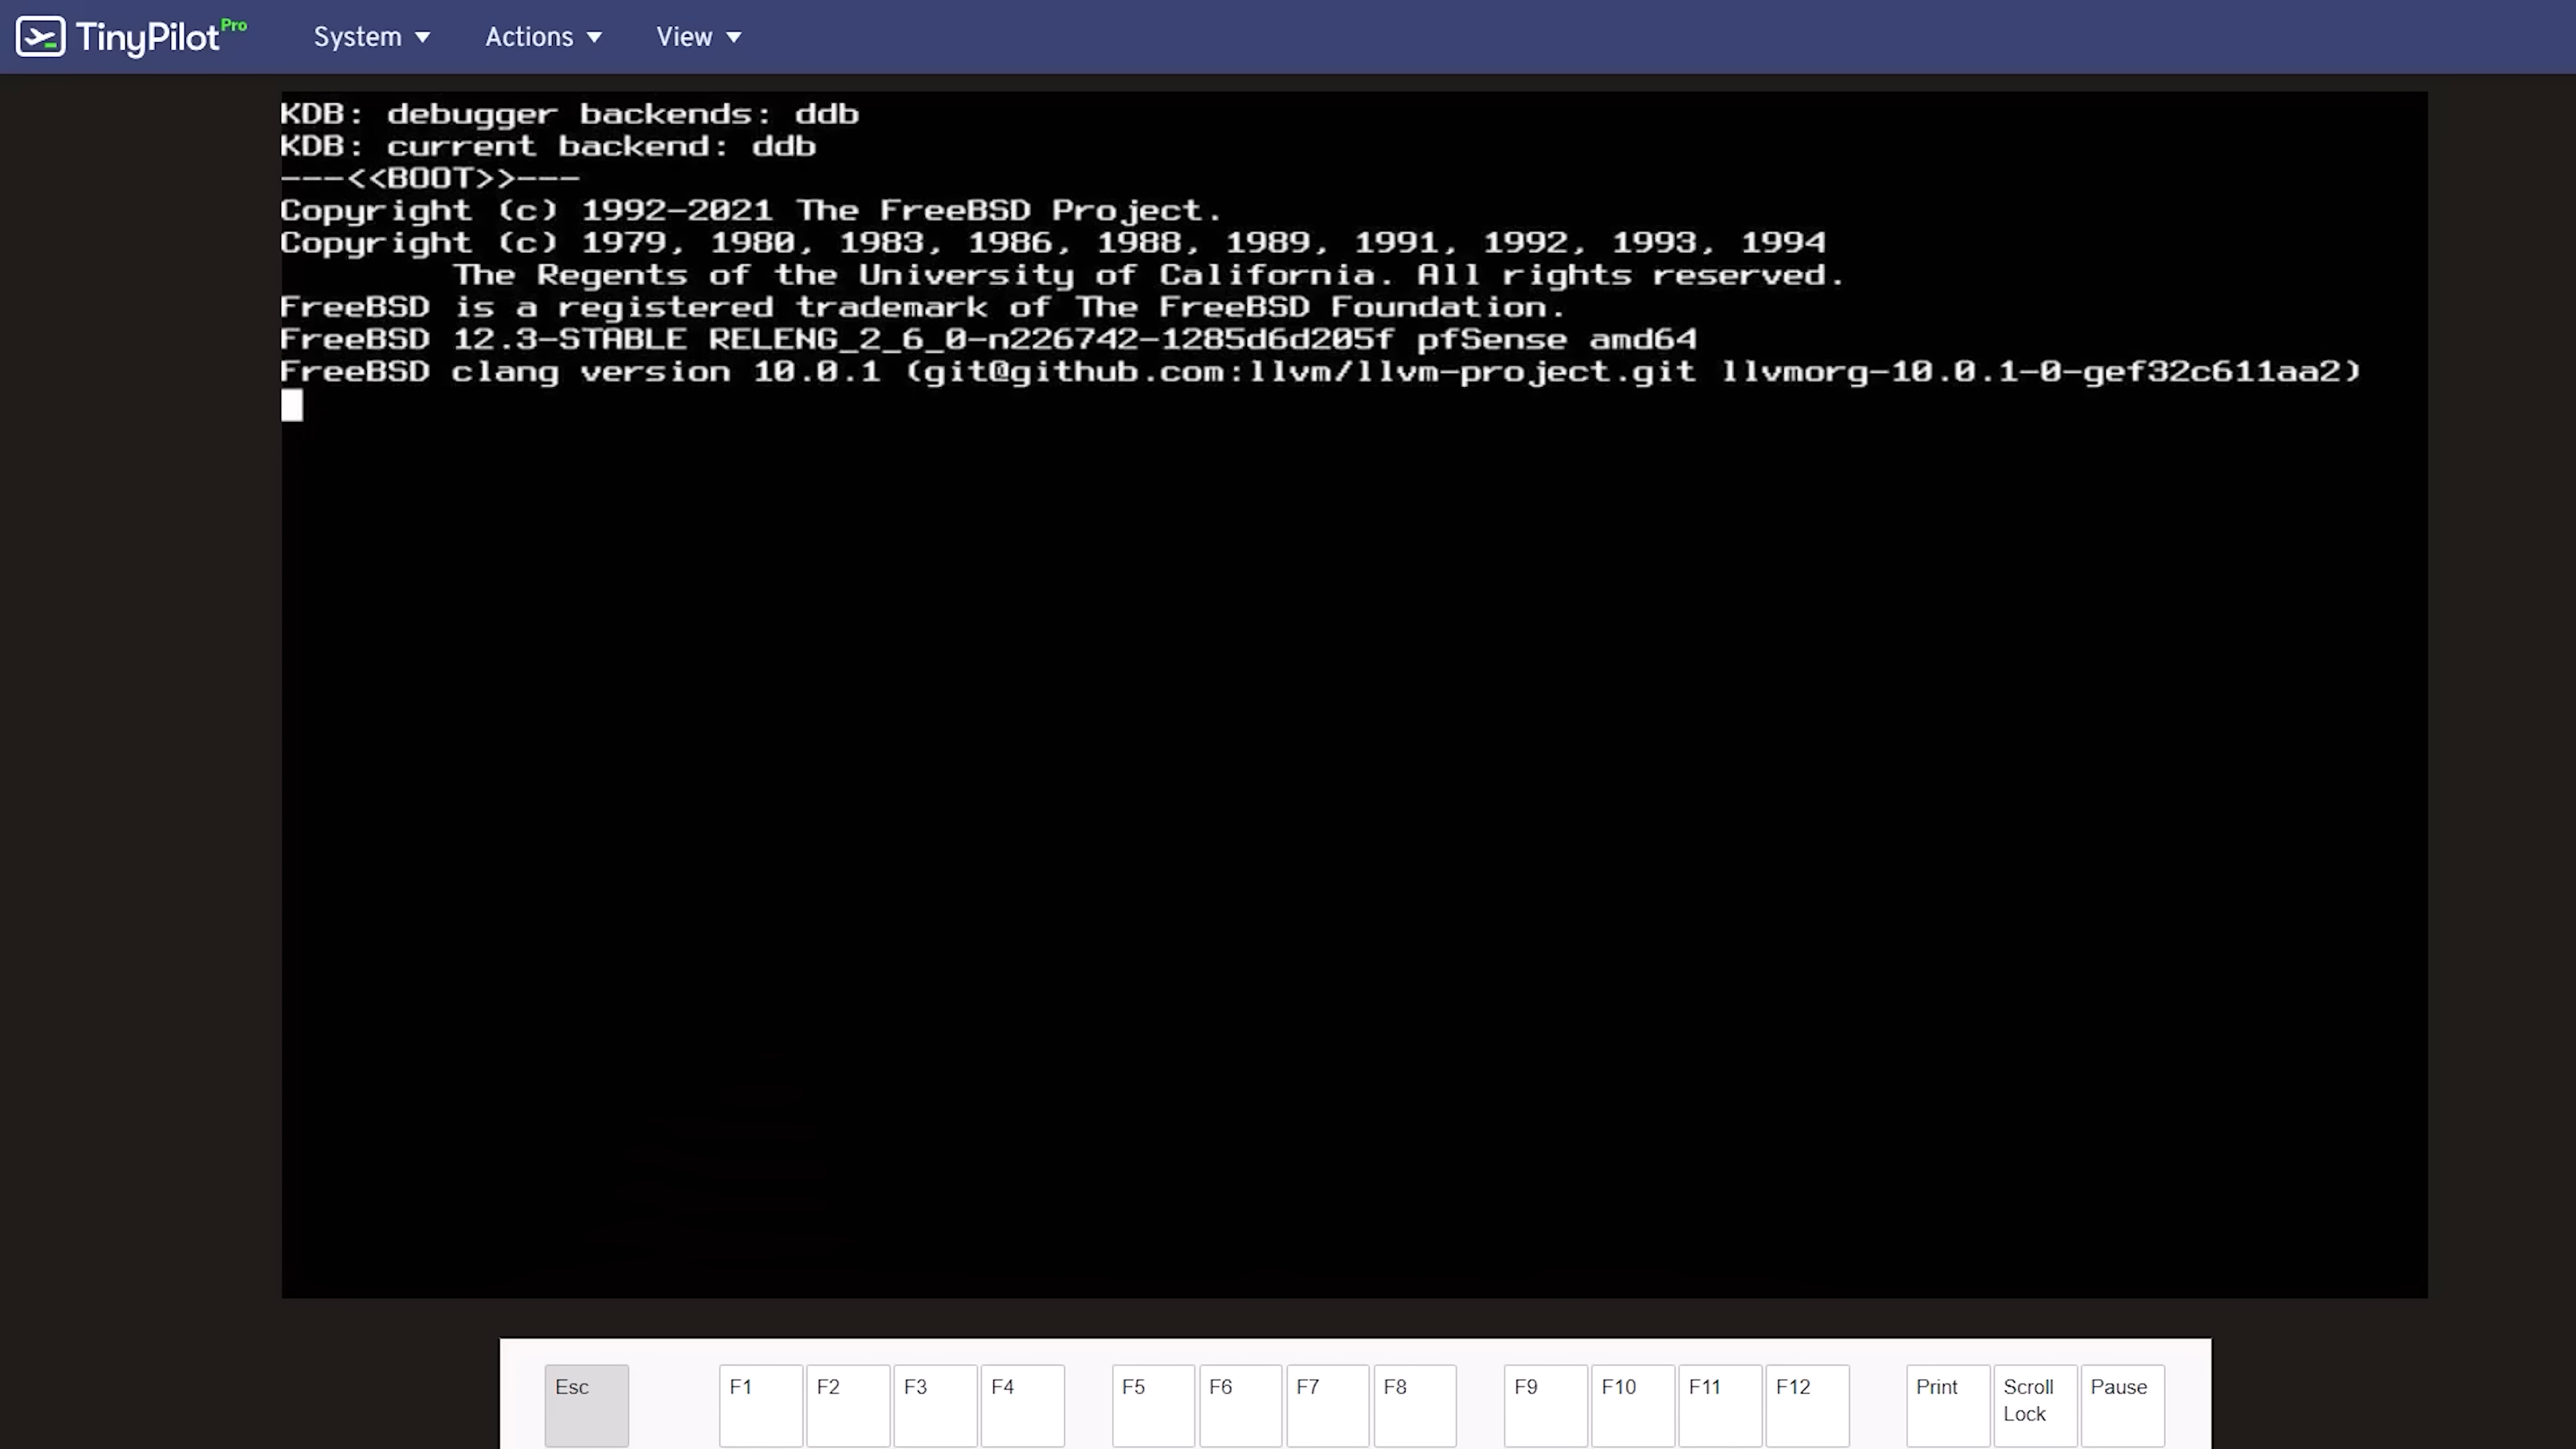 TinyPilot Pro
System Actions View
KDB: debugger backends: ddb
KDB: current backend: ddb
---<<BOOT>>---
Copyright (c) 1992-2021 The FreeBSD Project.
Copyright (c) 1979, 1980, 1983, 1986, 1988, 1989, 1991, 1992, 1993, 1994
The Regents of the University of California. All rights reserved.
FreeBSD is a registered trademark of The FreeBSD Foundation.
FreeBSD 12.3-STABLE RELENG_2_6_0-n226742-1285d6d205f pfSense amd64
FreeBSD clang version 10.0.1 (git@github.com:llvm/llvm-project.git llvmorg-10.0.1-0-gef32c611aa2)
Esc F1 F2 F3 F4 F5 F6 F7 F8 F9 F10 F11 F12 Print Scroll Pause
Lock